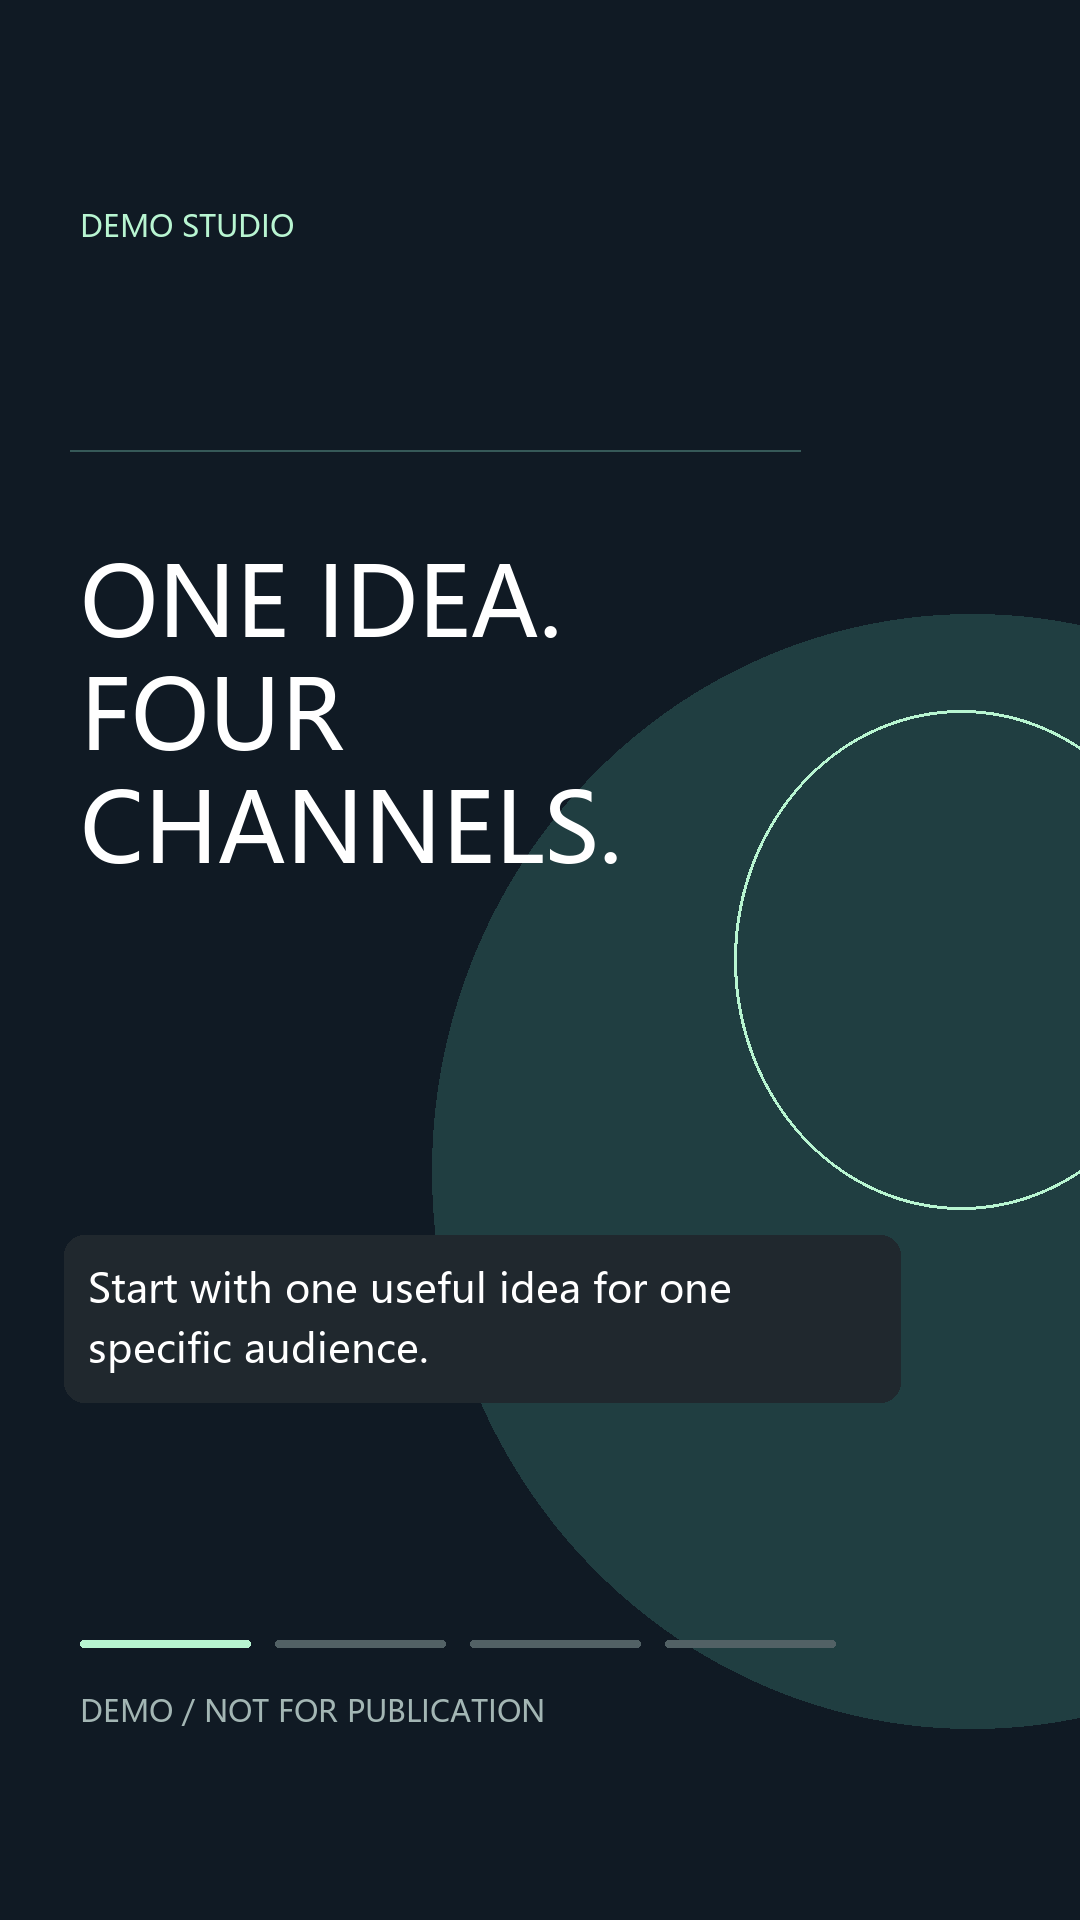 DEMO STUDIO
ONE IDEA.
FOUR
CHANNELS.
Start with one useful idea for one
specific audience.
DEMO / NOT FOR PUBLICATION